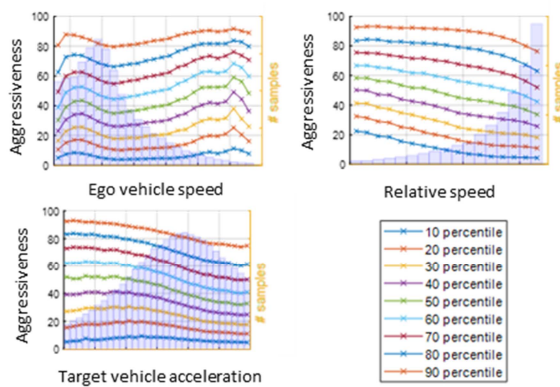 100
80
60
40
20
0
Aggressiveness
# samples
Ego vehicle speed
100
80
60
40
20
0
Aggressiveness
# samples
Relative speed
100
80
60
40
20
0
Aggressiveness
# samples
Target vehicle acceleration
10 percentile
20 percentile
30 percentile
40 percentile
50 percentile
60 percentile
70 percentile
80 percentile
90 percentile